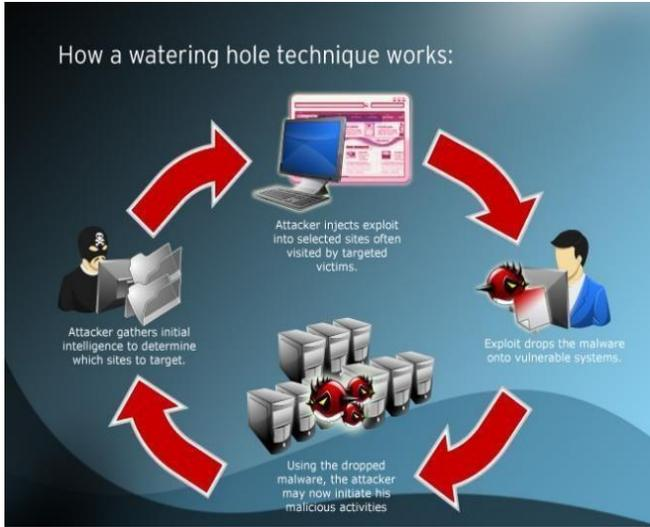 How a watering hole technique works:
Attacker injects exploit
into selected sites often
visited by targeted
victims.
Attacker gathers initial
intelligence to determine
which sites to target.
Exploit drops the malware
onto vulnerable systems.
Using the dropped
malware, the attacker
may now initiate his
malicious activities